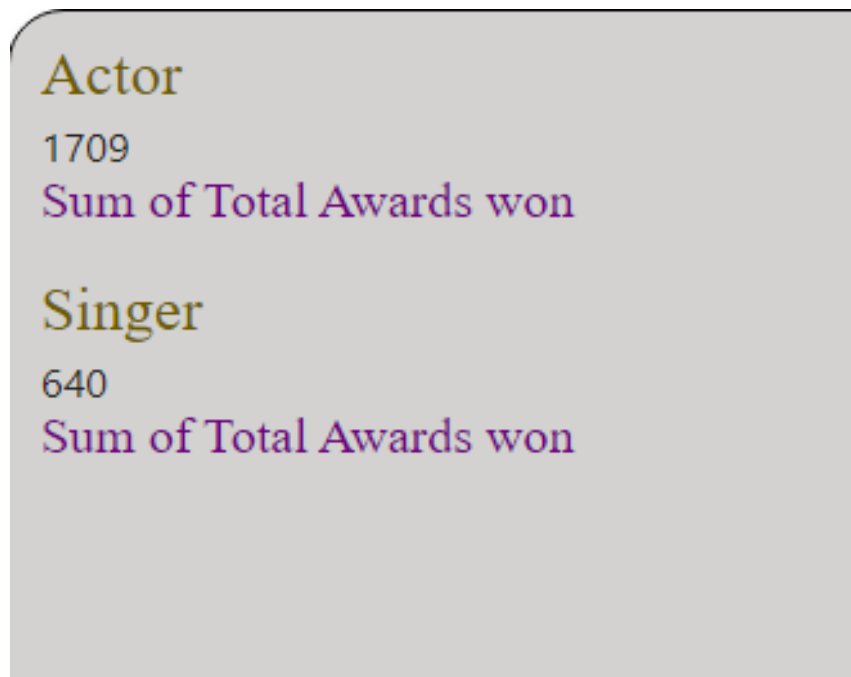 Actor
1709
Sum of Total Awards won
Singer
640
Sum of Total Awards won